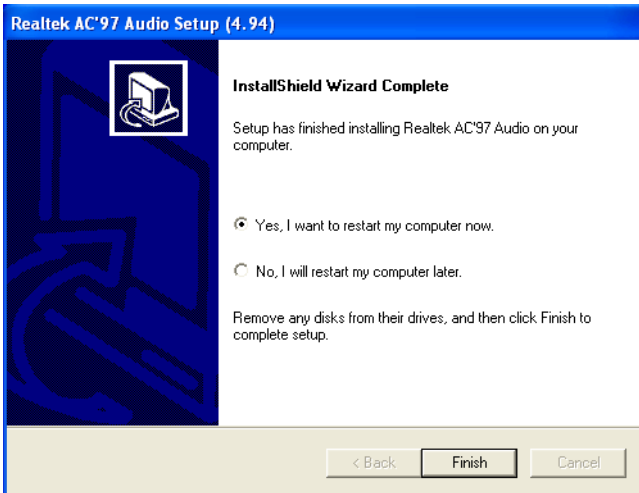 Realtek AC'97 Audio Setup (4.94)
InstallShield Wizard Complete
Setup has finished installing Realtek AC'97 Audio on your
computer.
Yes, I want to restart my computer now.
No, I will restart my computer later.
Remove any disks from their drives, and then click Finish to
complete setup.
< Back Finish Cancel